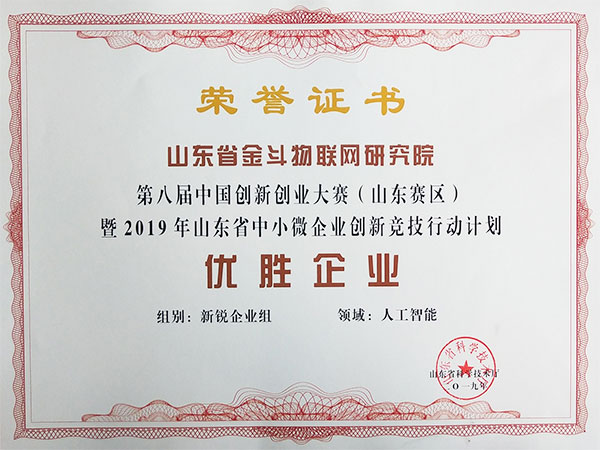 荣誉证书
山东省金斗物联网研究院
第八届中国创新创业大赛（山东赛区）
暨2019年山东省中小微企业创新竞技行动计划
优胜企业
组别：新锐企业组 领域：人工智能
山东省科学技术厅
二〇一九年